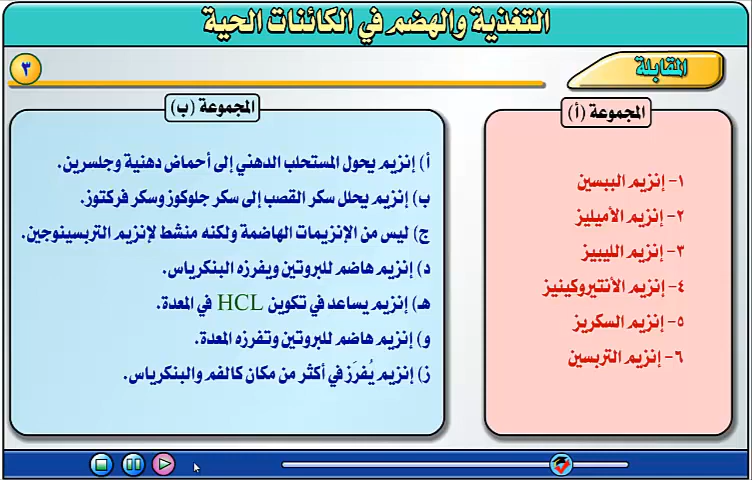 التغذية والهضم في الكائنات الحية
المقابلة
٣
المجموعة (أ)
١- إنزيم الببسين
٢- إنزيم الأميليز
٣- إنزيم الليبيز
٤- إنزيم الأنتيروكينيز
٥- إنزيم السكريز
٦- إنزيم التربسين
المجموعة (ب)
أ) إنزيم يحول المستحلب الدهني إلى أحماض دهنية وجلسرين.
ب) إنزيم يحلل سكر القصب إلى سكر جلوكوز وسكر فركتوز.
ج) ليس من الإنزيمات الهاضمة ولكنه منشط لإنزيم التربسينوجين.
د) إنزيم هاضم للبروتين ويفرزه البنكرياس.
هـ) إنزيم يساعد في تكوين HCL في المعدة.
و) إنزيم هاضم للبروتين وتفرزه المعدة.
ز) إنزيم يُفرَز في أكثر من مكان كالفم والبنكرياس.